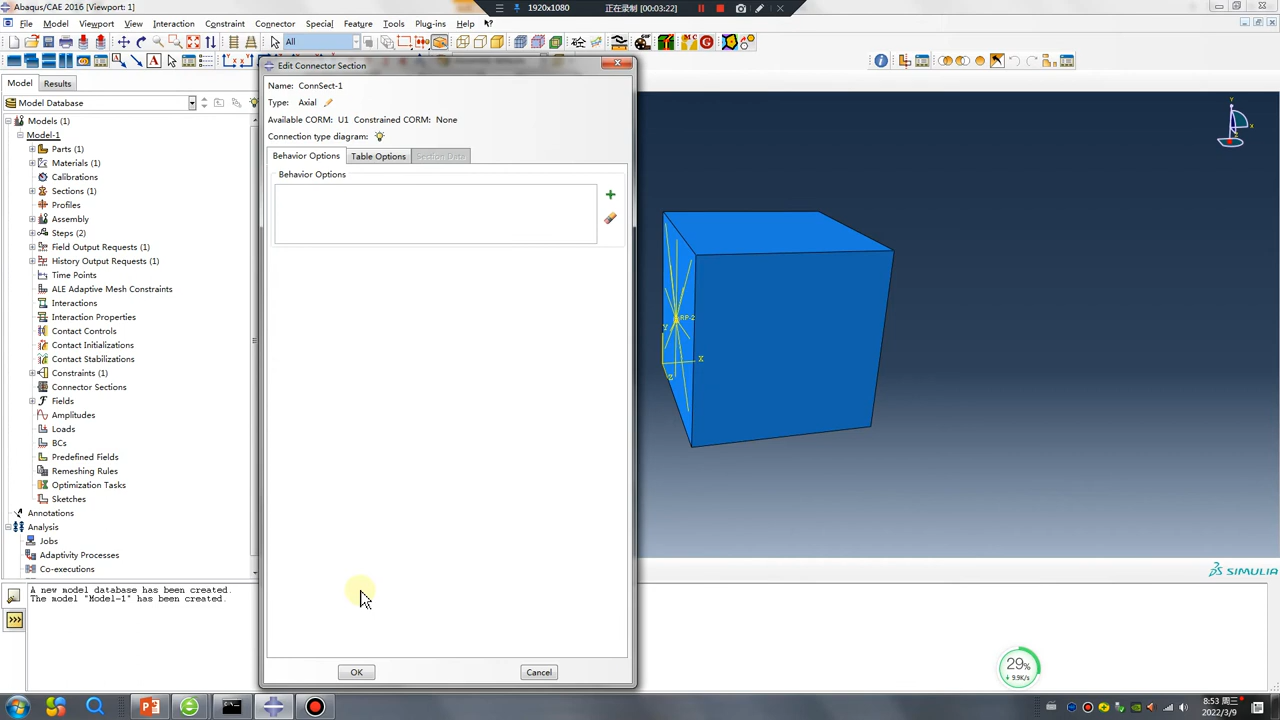 Abaqus/CAE 2016 [Viewport: 1]
1920x1080
正在录制 [00:03:22]
File Model Viewport View Interaction Constraint Connector Special Feature Tools Plug-ins Help
All
Model Results
Model Database
Models (1)
Model-1
Parts (1)
Materials (1)
Calibrations
Sections (1)
Profiles
Assembly
Steps (2)
Field Output Requests (1)
History Output Requests (1)
Time Points
ALE Adaptive Mesh Constraints
Interactions
Interaction Properties
Contact Controls
Contact Initializations
Contact Stabilizations
Constraints (1)
Connector Sections
Fields
Amplitudes
Loads
BCs
Predefined Fields
Remeshing Rules
Optimization Tasks
Sketches
Annotations
Analysis
Jobs
Adaptivity Processes
Co-executions
Edit Connector Section
Name: ConnSect-1
Type: Axial
Available CORM: U1 Constrained CORM: None
Connection type diagram:
Behavior Options Table Options Section Data
Behavior Options
OK Cancel
Y
X
RP-2
Y
X
Z
SIMULIA
A new model database has been created.
The model "Model-1" has been created.
29%
↑ 9.9K/s
8:53 周三
2022/3/9